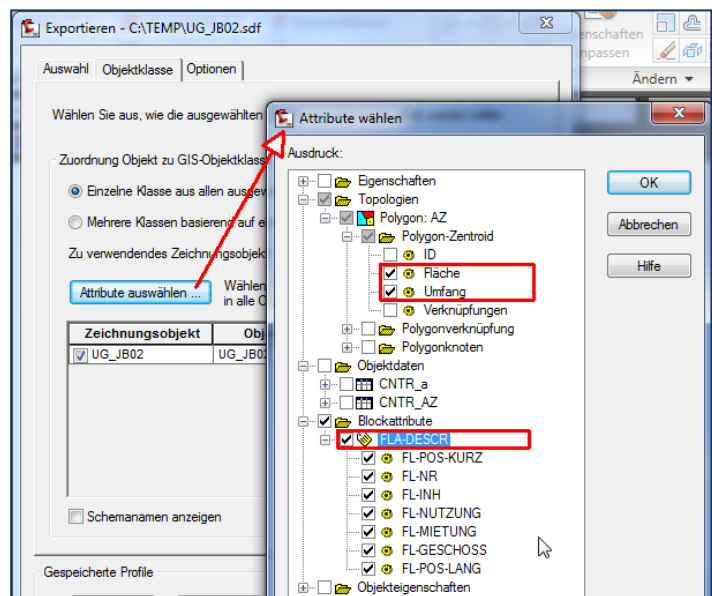 Exportieren - C:\TEMP\UG_JB02.sdf
Auswahl Objektklasse Optionen
Wählen Sie aus, wie die ausgewählten
Zuordnung Objekt zu GIS-Objektklass
Einzelne Klasse aus allen ausgew
Mehrere Klassen basierend auf e
Zu verwendendes Zeichnungsobjek
Attribute auswählen ...
Wählen
in alle O
Zeichnungsobjekt Obj
UG_JB02 UG_JB0
Schemanamen anzeigen
Gespeicherte Profile
enschaften
npassen
Ändern
Attribute wählen
Ausdruck:
Eigenschaften
Topologien
Polygon: AZ
Polygon-Zentroid
ID
Fläche
Umfang
Verknüpfungen
Polygonverknüpfung
Polygonknoten
Objektdaten
CNTR_a
CNTR_AZ
Blockattribute
FLA-DESCR
FL-POS-KURZ
FL-NR
FL-INH
FL-NUTZUNG
FL-MIETUNG
FL-GESCHOSS
FL-POS-LANG
Objekteigenschaften
OK
Abbrechen
Hilfe